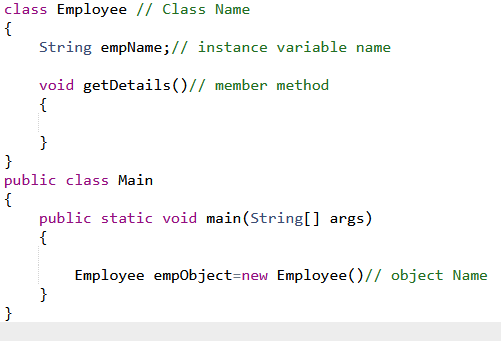 class Employee // Class Name
{
    String empName;// instance variable name
    void getDetails()// member method
    {
    }
}
public class Main
{
    public static void main(String[] args)
    {
        Employee empObject=new Employee()// object Name
    }
}